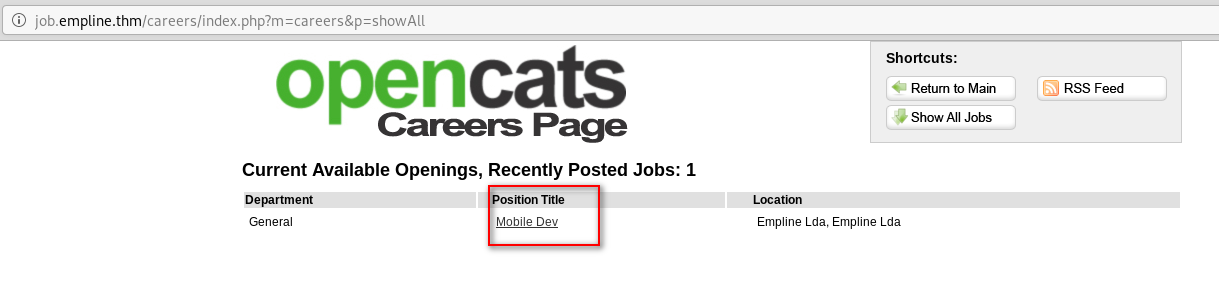 job.empline.thm/careers/index.php?m=careers&p=showAll
opencats
Careers Page
Shortcuts:
Return to Main RSS Feed
Show All Jobs
Current Available Openings, Recently Posted Jobs: 1
Department Position Title Location
General Mobile Dev Empline Lda, Empline Lda